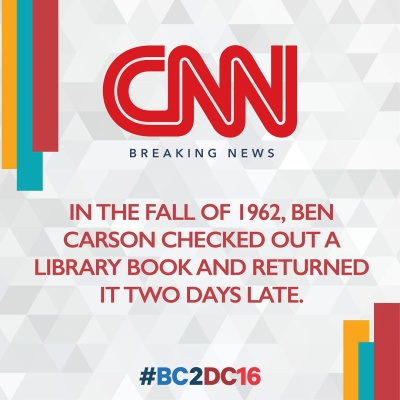 CNN
BREAKING NEWS
IN THE FALL OF 1962, BEN
CARSON CHECKED OUT A
LIBRARY BOOK AND RETURNED
IT TWO DAYS LATE.
#BC2DC16